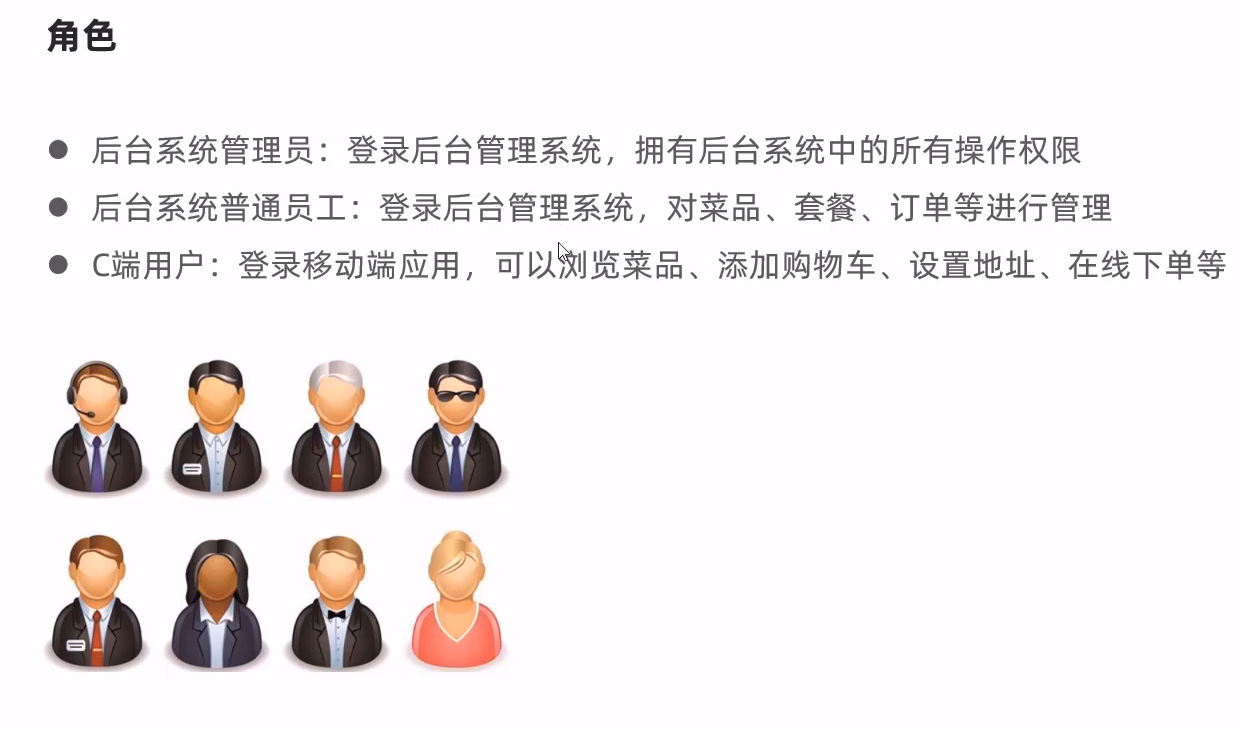 角色
● 后台系统管理员：登录后台管理系统，拥有后台系统中的所有操作权限
● 后台系统普通员工：登录后台管理系统，对菜品、套餐、订单等进行管理
● C端用户：登录移动端应用，可以浏览菜品、添加购物车、设置地址、在线下单等